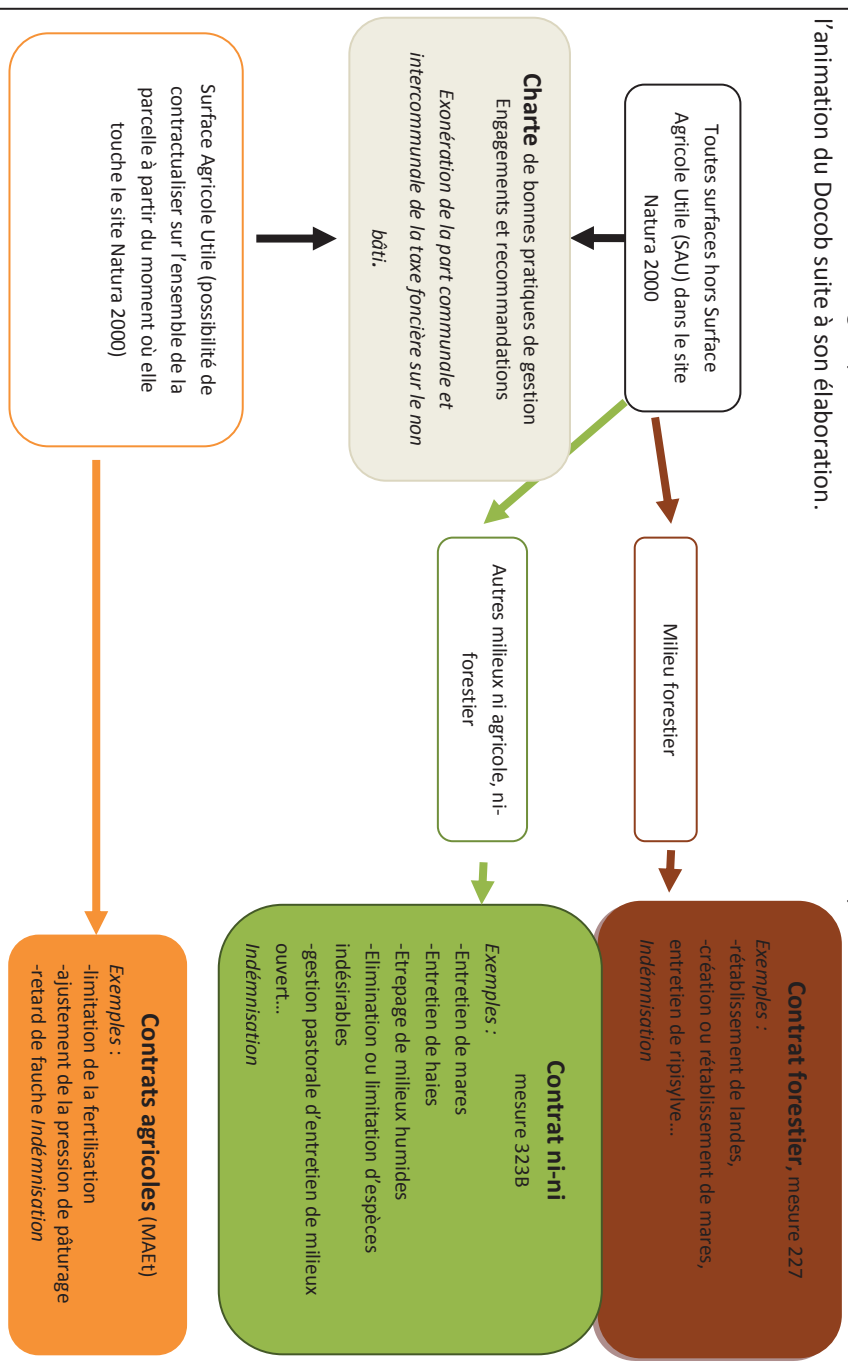 l'animation du Docob suite à son élaboration.
Toutes surfaces hors Surface
Agricole Utile (SAU) dans le site
Natura 2000
Charte de bonnes pratiques de gestion
Engagements et recommandations
Exonération de la part communale et
intercommunale de la taxe foncière sur le non
bâti.
Surface Agricole Utile (possibilité de
contractualiser sur l'ensemble de la
parcelle à partir du moment où elle
touche le site Natura 2000)
Milieu forestier
Autres milieux ni agricole, ni-
forestier
Contrat forestier, mesure 227
Exemples :
-rétablissement de landes,
-création ou rétablissement de mares,
entretien de ripisylve...
Indémnisation
Contrat ni-ni
mesure 323B
Exemples :
-Entretien de mares
-Entretien de haies
-Etrepage de milieux humides
-Elimination ou limitation d'espèces
indésirables
-gestion pastorale d'entretien de milieux
ouvert...
Indémnisation
Contrats agricoles (MAEt)
Exemples :
-limitation de la fertilisation
-ajustement de la pression de pâturage
-retard de fauche Indémnisation